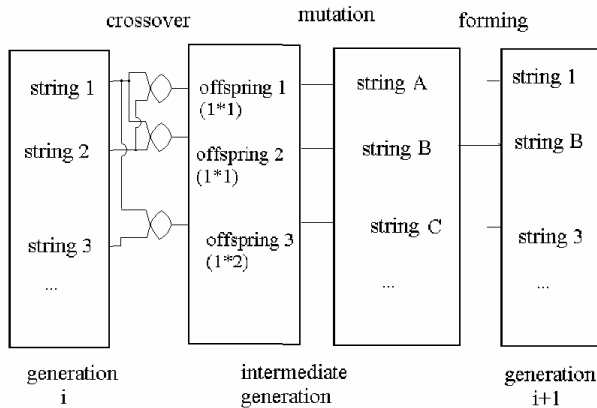 crossover
mutation
forming
string 1
string 2
string 3
...
offspring 1
(1*1)
offspring 2
(1*1)
offspring 3
(1*2)
string A
string B
string C
...
string 1
string B
string 3
...
generation
i
intermediate
generation
generation
i+1